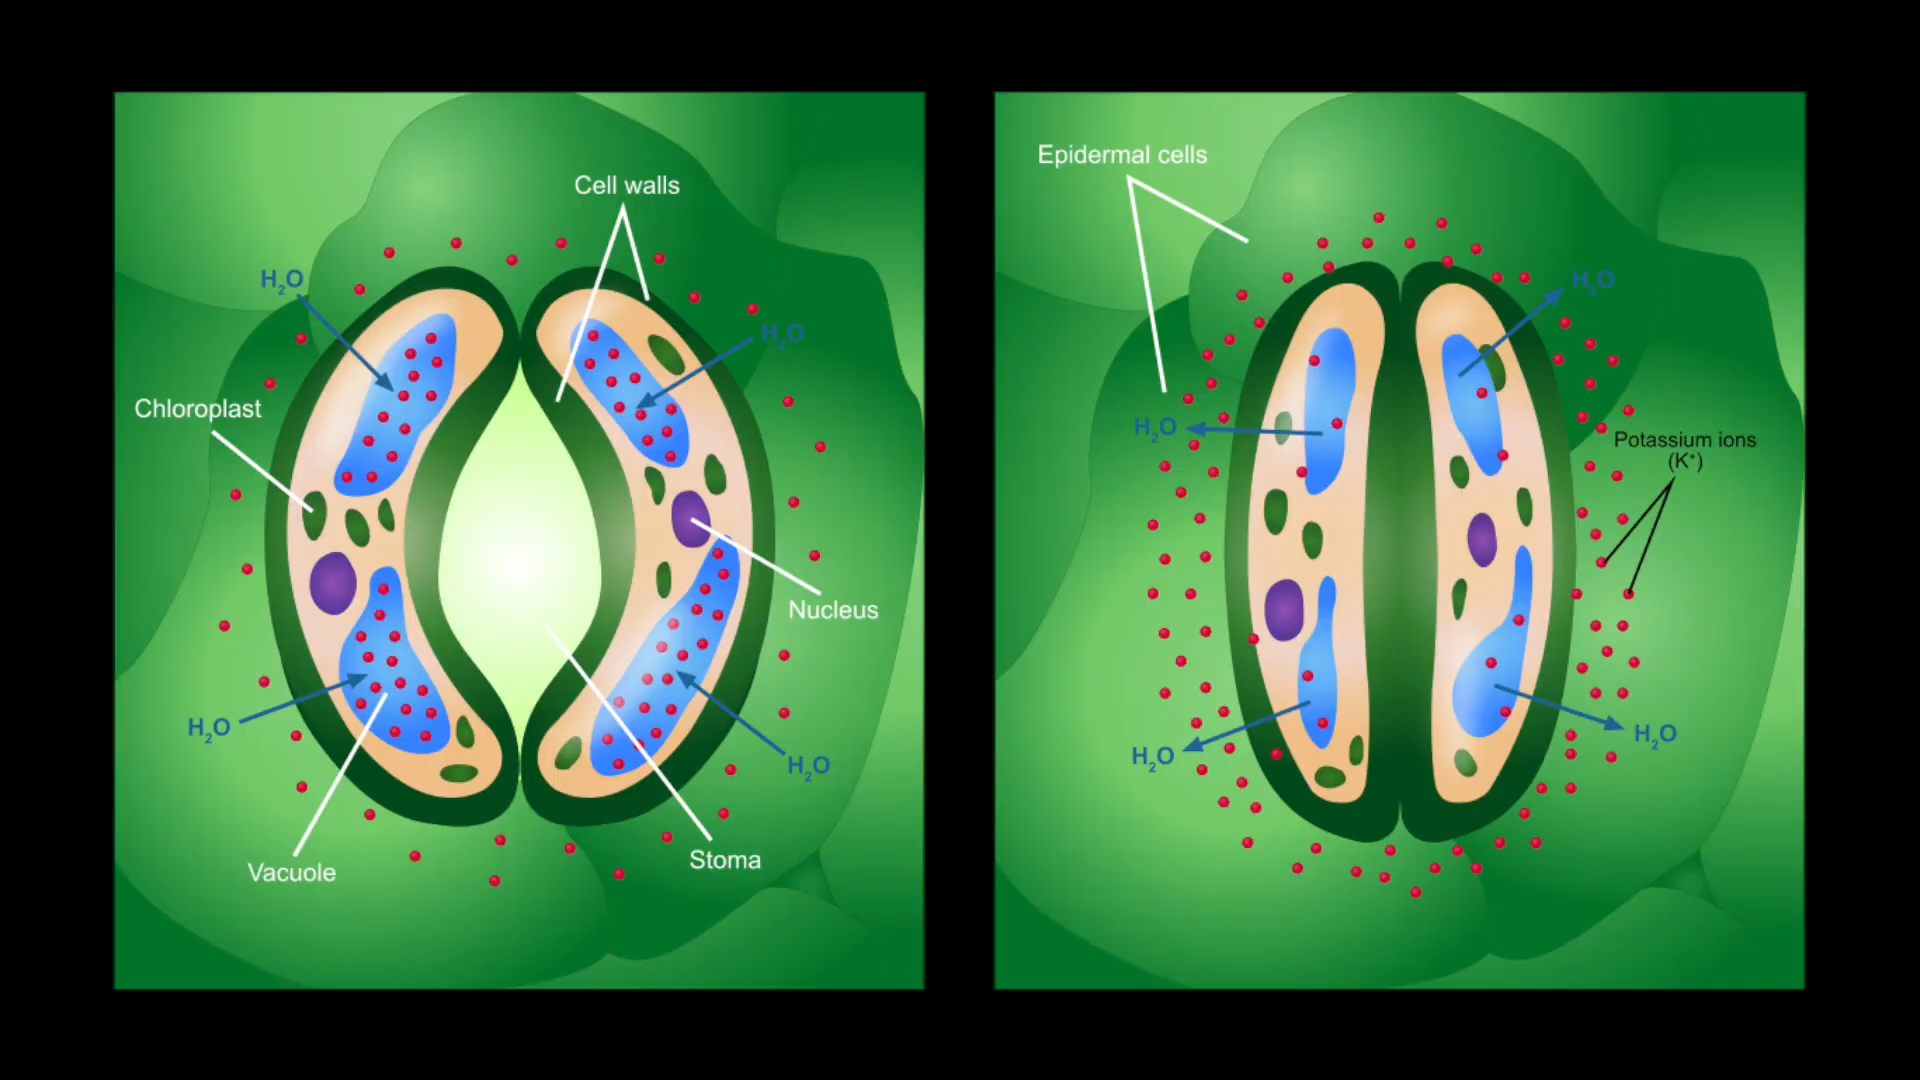 Cell walls
H₂O
H₂O
Chloroplast
Nucleus
H₂O
H₂O
Stoma
Vacuole
Epidermal cells
H₂O
H₂O
Potassium ions
(K⁺)
H₂O
H₂O